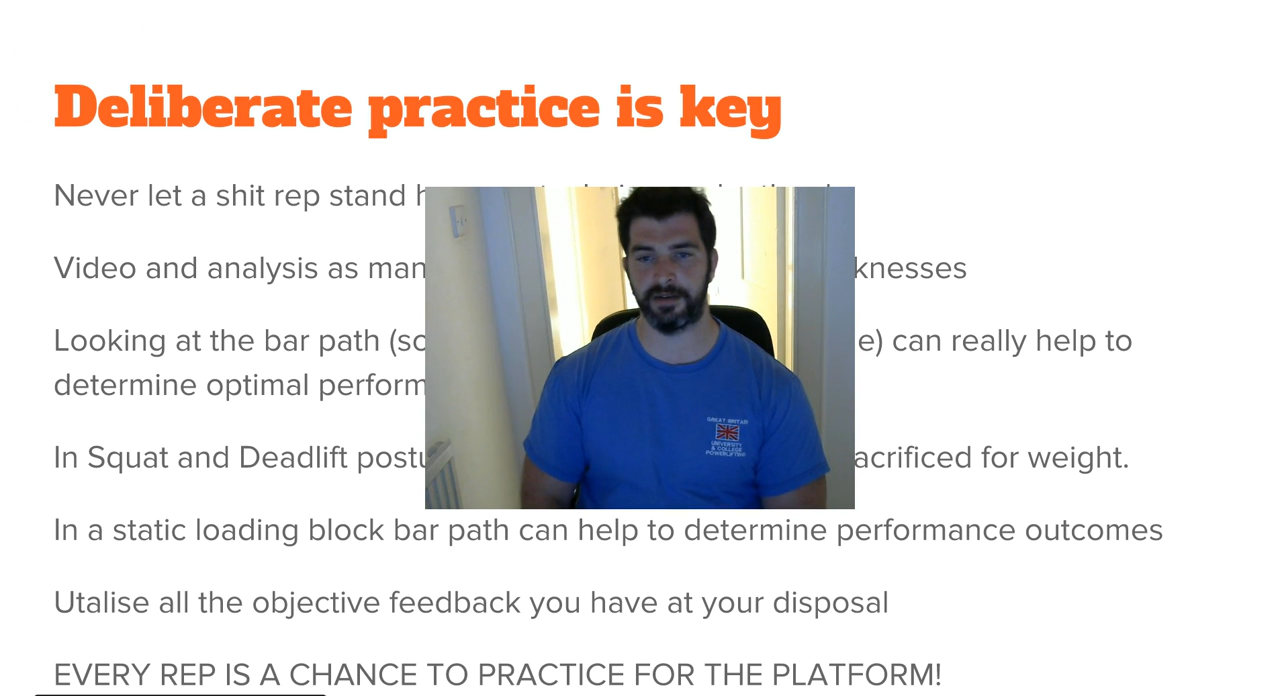 Deliberate practice is key
Never let a shit rep stand
Video and analysis as knesses
Looking at the bar path e) can really help to
determine optimal perform
In Squat and Deadlift acrificed for weight.
GREAT BRITAIN
UNIVERSITY
& COLLEGE
POWERLIFTING
In a static loading block bar path can help to determine performance outcomes
Utalise all the objective feedback you have at your disposal
EVERY REP IS A CHANCE TO PRACTICE FOR THE PLATFORM!